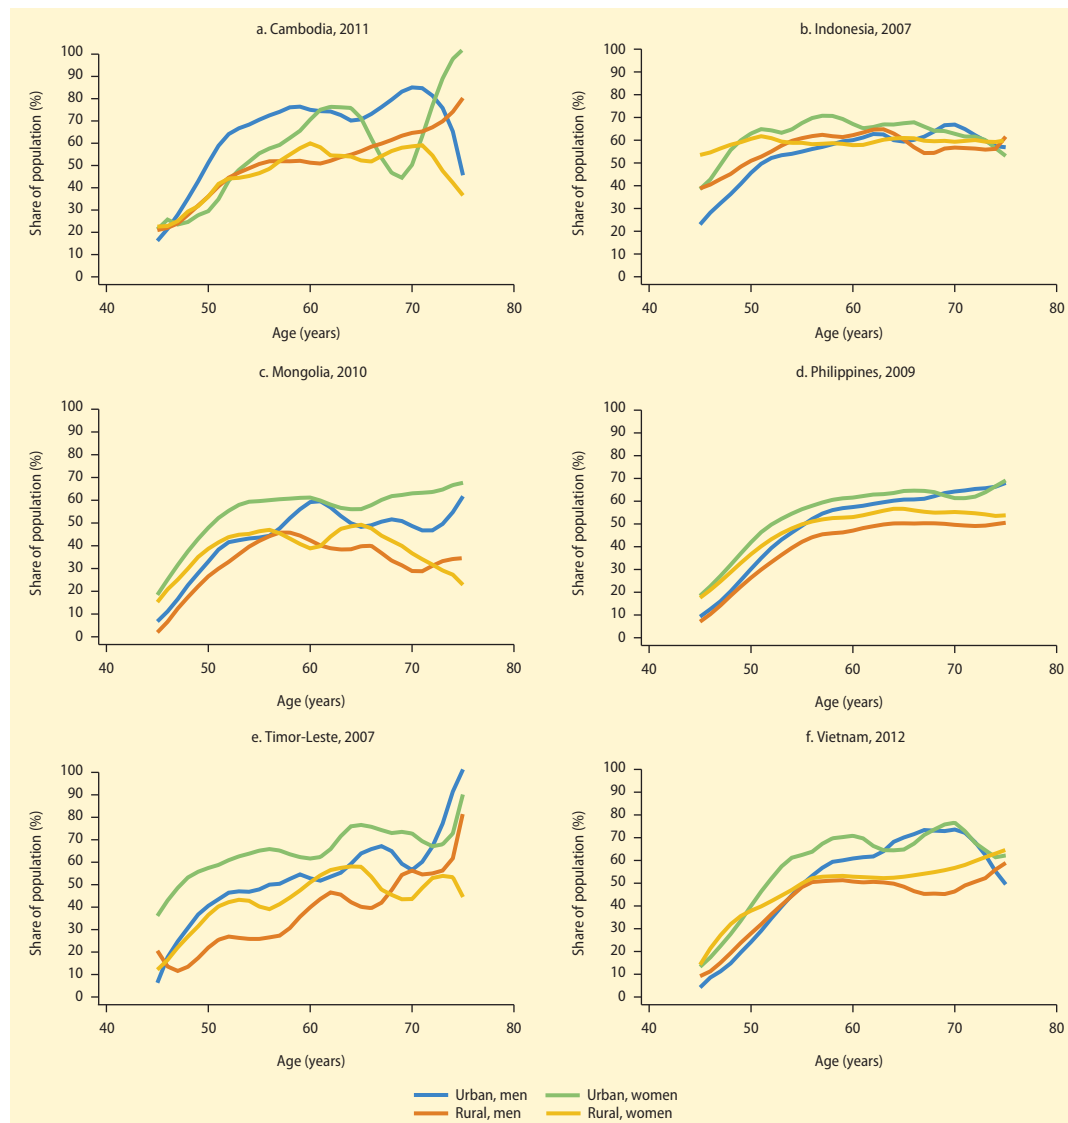 a. Cambodia, 2011
100
90
80
70
60
50
40
30
20
10
0
Share of population (%)
40 50 60 70 80
Age (years)
b. Indonesia, 2007
100
90
80
70
60
50
40
30
20
10
0
Share of population (%)
40 50 60 70 80
Age (years)
c. Mongolia, 2010
100
90
80
70
60
50
40
30
20
10
0
Share of population (%)
40 50 60 70 80
Age (years)
d. Philippines, 2009
100
90
80
70
60
50
40
30
20
10
0
Share of population (%)
40 50 60 70 80
Age (years)
e. Timor-Leste, 2007
100
90
80
70
60
50
40
30
20
10
0
Share of population (%)
40 50 60 70 80
Age (years)
f. Vietnam, 2012
100
90
80
70
60
50
40
30
20
10
0
Share of population (%)
40 50 60 70 80
Age (years)
Urban, men Urban, women
Rural, men Rural, women